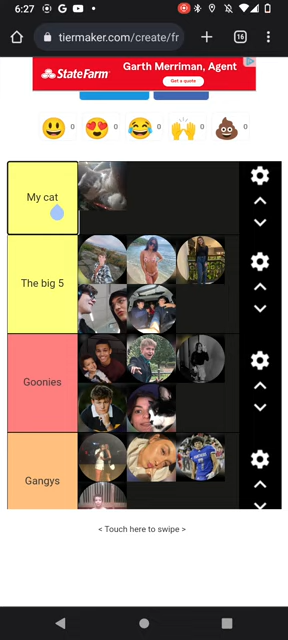 6:27
tiermaker.com/create/fr
16
StateFarm
Garth Merriman, Agent
Get a quote
0
0
0
0
0
My cat
The big 5
Goonies
Gangys
< Touch here to swipe >